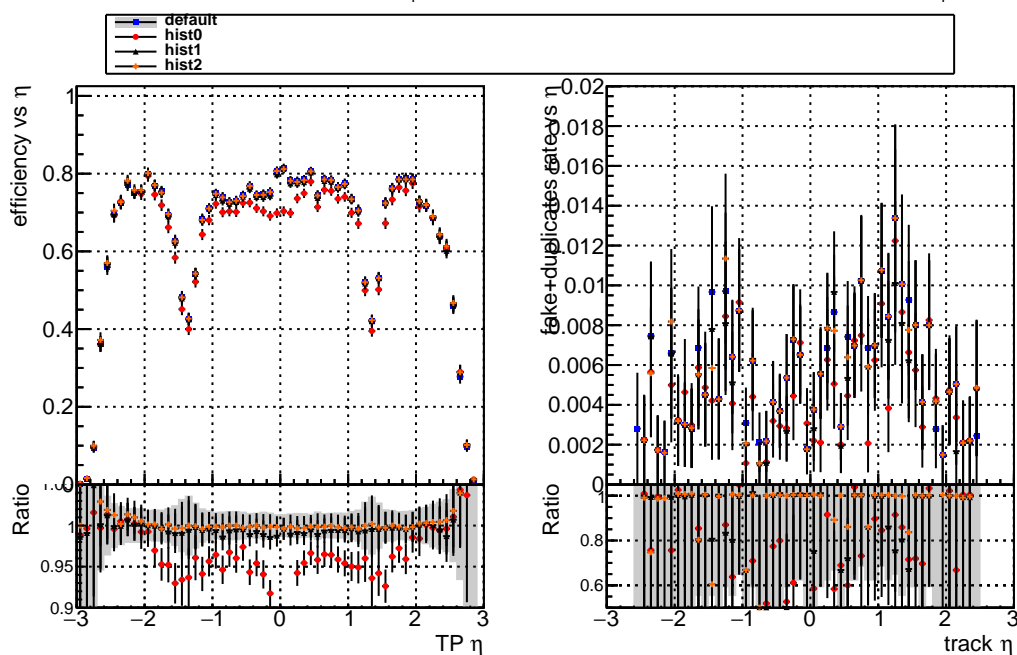 default
hist0
hist1
hist2
efficiency vs η
1
0.8
0.6
0.4
0.2
0
Ratio
1
0.95
0.9
−3 −2 −1 0 1 2 3
TP η
fake+duplicates rate vs η
0.02
0.018
0.016
0.014
0.012
0.01
0.008
0.006
0.004
0.002
0
Ratio
1
0.8
0.6
−3 −2 −1 0 1 2 3
track η